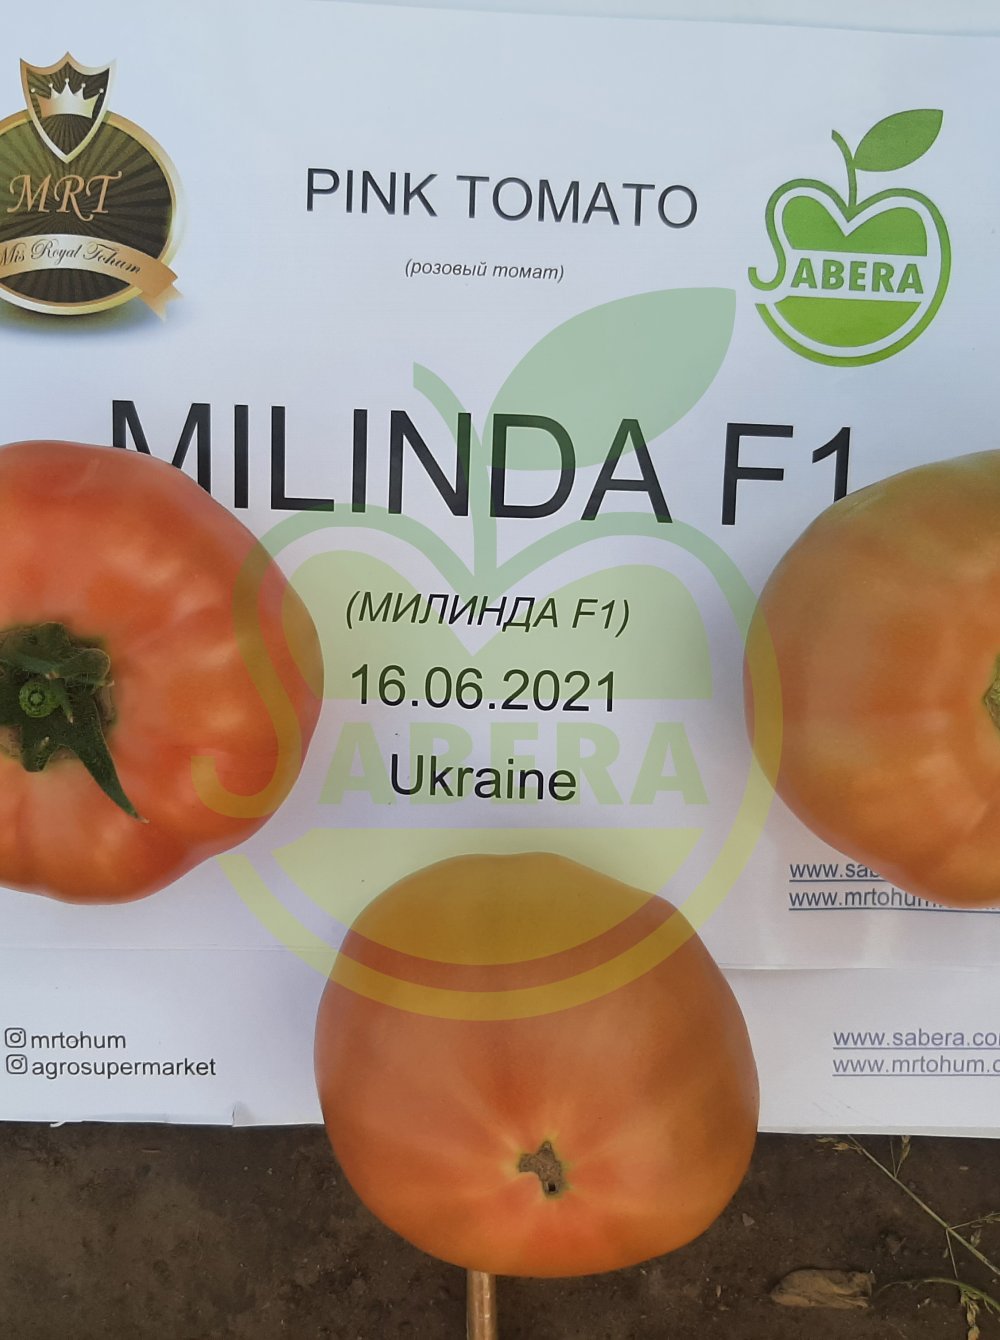 MRT
Mis Royal Tohum
PINK TOMATO
(розовый томат)
SABERA
MILINDA F1
(МИЛИНДА F1)
16.06.2021
SABERA
Ukraine
www.sab
www.mrtohum.
mrtohum
agrosupermarket
www.sabera.co
www.mrtohum.c